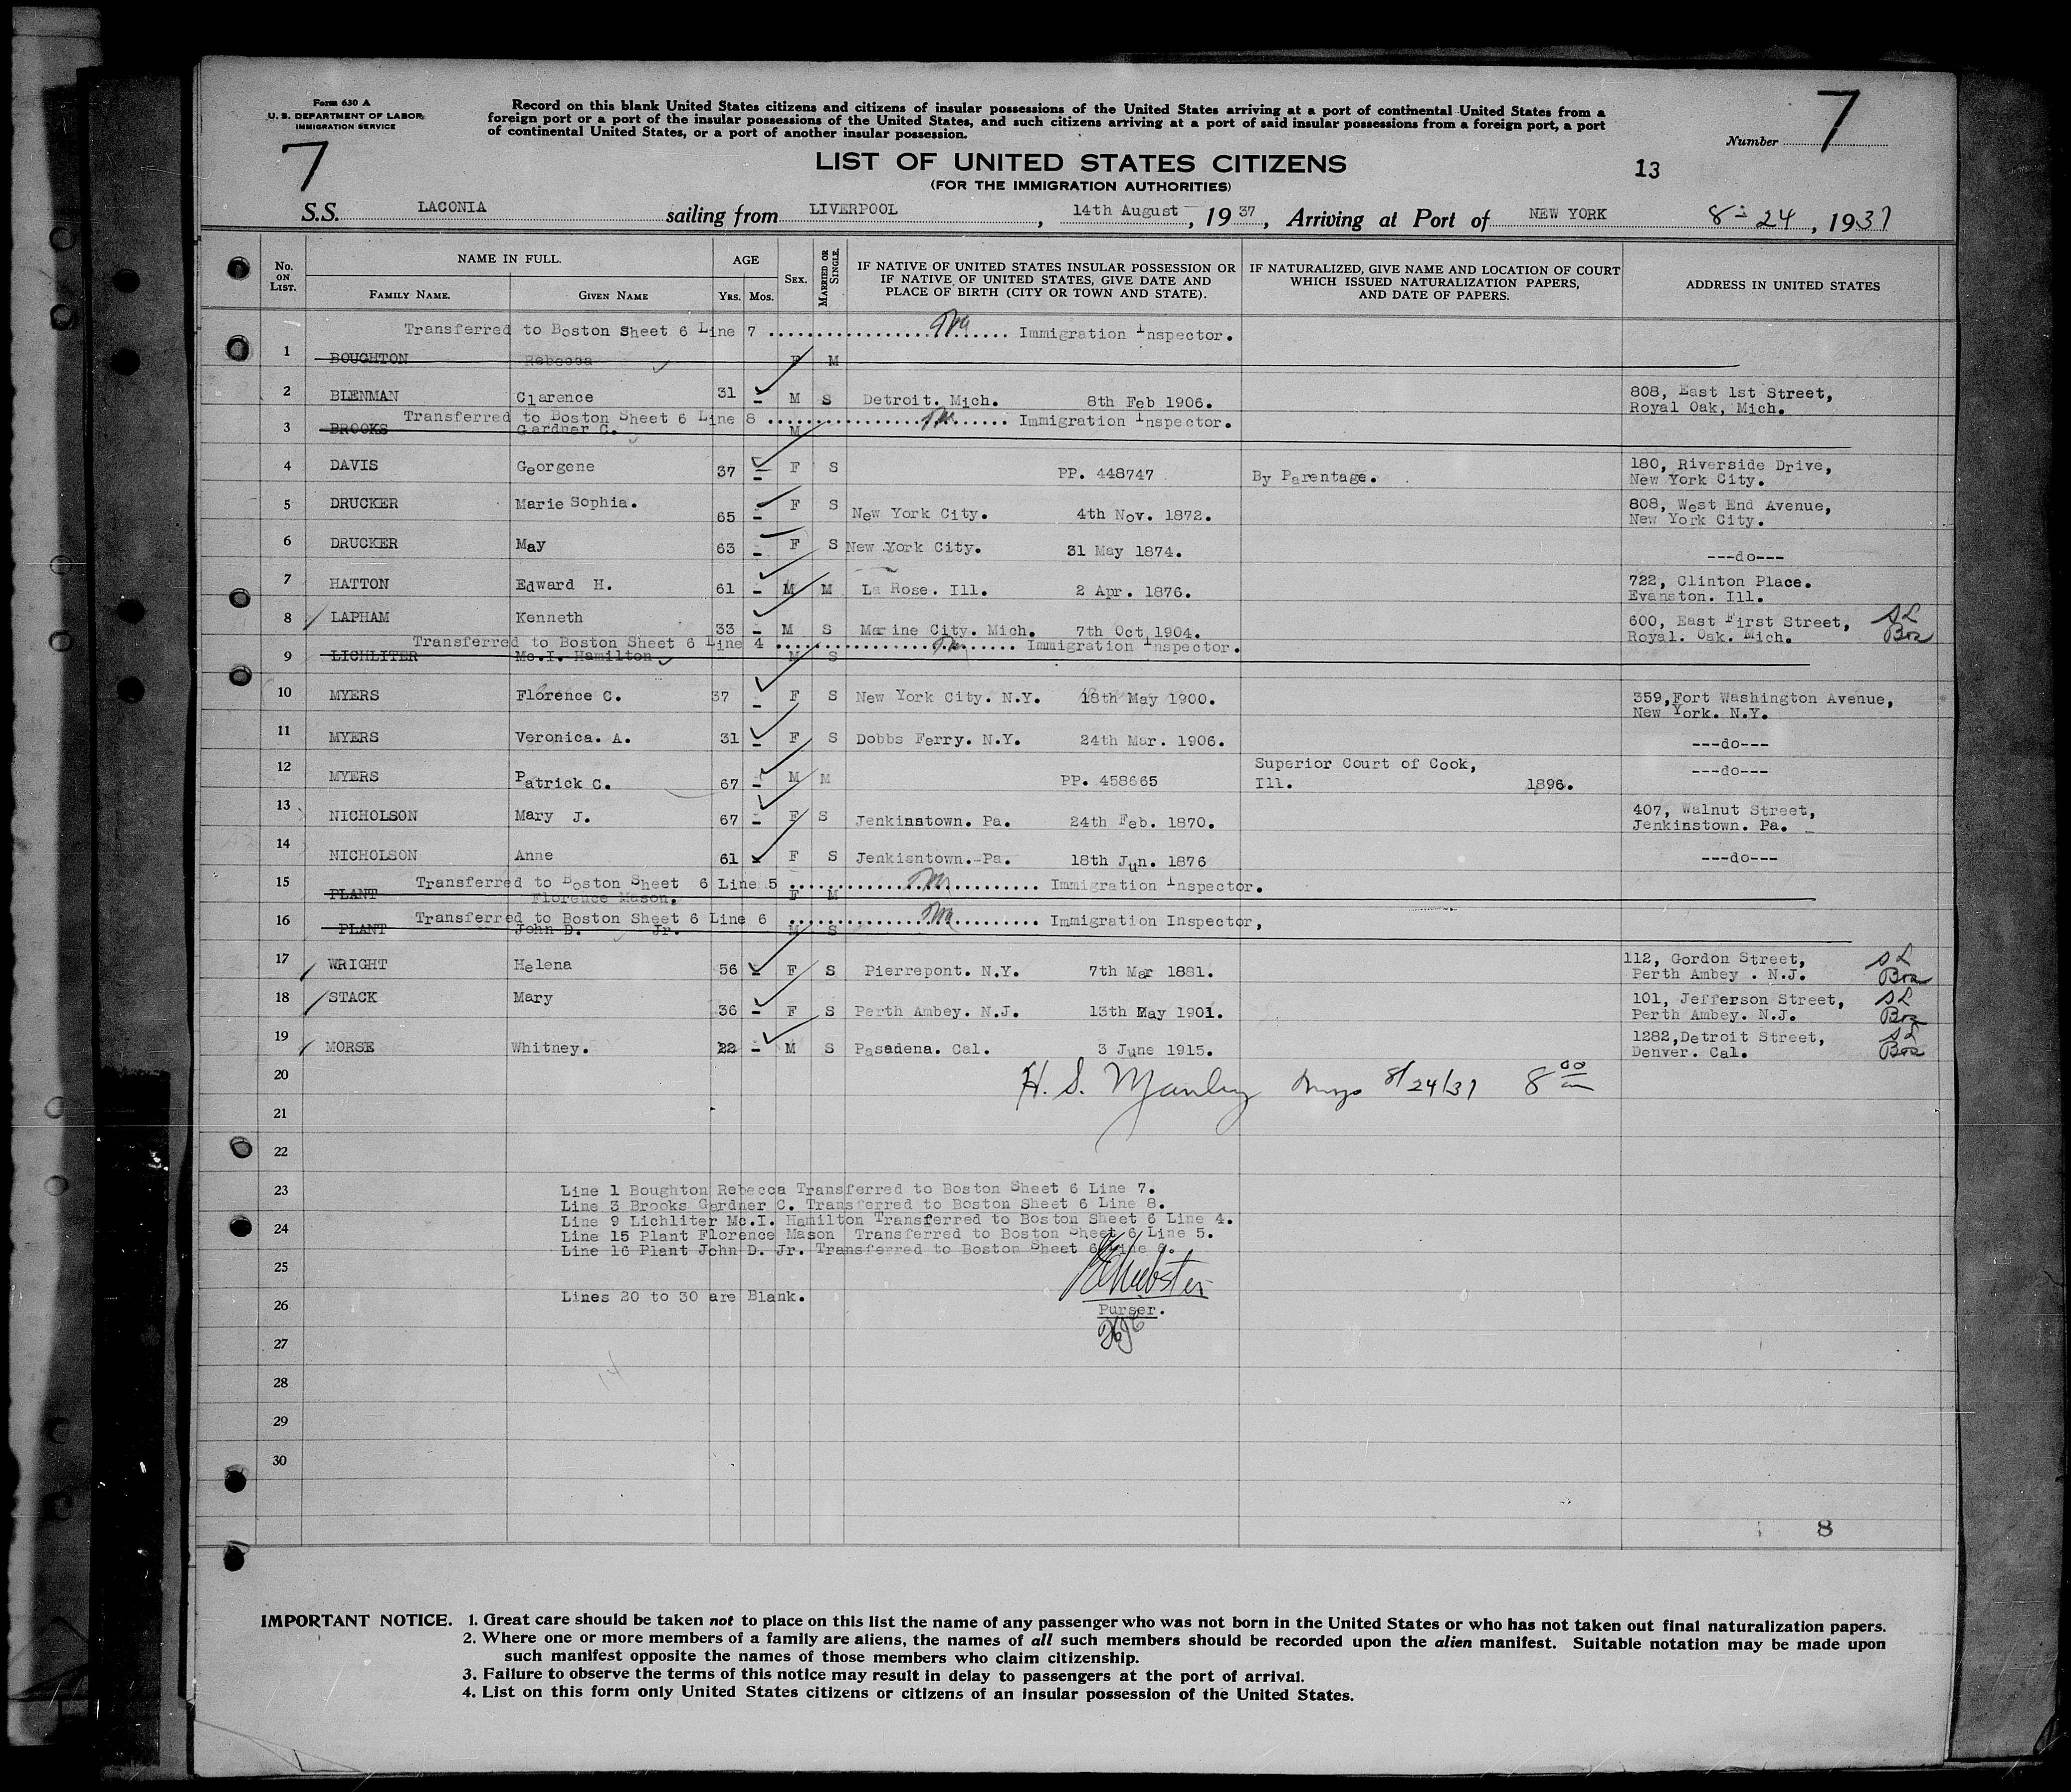 Form 630 A
U. S. DEPARTMENT OF LABOR
IMMIGRATION SERVICE
Record on this blank United States citizens and citizens of insular possessions of the United States arriving at a port of continental United States from a
foreign port or a port of the insular possessions of the United States, and such citizens arriving at a port of said insular possessions from a foreign port, a port
of continental United States, or a port of another insular possession.
7
Number 7
LIST OF UNITED STATES CITIZENS
13
(FOR THE IMMIGRATION AUTHORITIES)
S.S. LACONIA sailing from LIVERPOOL, 14th August, 1937, Arriving at Port of NEW YORK 8-24, 1937
No. ON LIST. NAME IN FULL. FAMILY NAME. GIVEN NAME AGE YRS. MOS. SEX. MARRIED OR SINGLE. IF NATIVE OF UNITED STATES INSULAR POSSESSION OR IF NATIVE OF UNITED STATES, GIVE DATE AND PLACE OF BIRTH (CITY OR TOWN AND STATE). IF NATURALIZED, GIVE NAME AND LOCATION OF COURT WHICH ISSUED NATURALIZATION PAPERS, AND DATE OF PAPERS. ADDRESS IN UNITED STATES
Transferred to Boston Sheet 6 Line 7 .................... Immigration Inspector.
1 BOUGHTON Rebecca F M
2 BLENMAN Clarence 31 - M S Detroit. Mich. 8th Feb 1906. 808, East 1st Street,
Royal Oak, Mich.
Transferred to Boston Sheet 6 Line 8 .................... Immigration Inspector.
3 BROOKS Gardner C. M
4 DAVIS Georgene 37 - F S PP. 448747 By Parentage. 180, Riverside Drive,
New York City.
5 DRUCKER Marie Sophia. 65 - F S New York City. 4th Nov. 1872. 808, West End Avenue,
New York City.
6 DRUCKER May 63 - F S New York City. 31 May 1874. ---do---
7 HATTON Edward H. 61 - M M La Rose. Ill. 2 Apr. 1876. 722, Clinton Place.
Evanston. Ill.
8 LAPHAM Kenneth 33 - M S Marine City. Mich. 7th Oct 1904. 600, East First Street,
Royal. Oak. Mich.
Transferred to Boston Sheet 6 Line 4 .................... Immigration Inspector.
9 LICHLITER Mc.I. Hamilton M S
10 MYERS Florence C. 37 - F S New York City. N.Y. 18th May 1900. 359, Fort Washington Avenue,
New York. N.Y.
11 MYERS Veronica. A. 31 - F S Dobbs Ferry. N.Y. 24th Mar. 1906. ---do---
12 MYERS Patrick C. 67 - M M PP. 458665 Superior Court of Cook,
Ill. 1896. ---do---
13 NICHOLSON Mary J. 67 - F S Jenkinstown. Pa. 24th Feb. 1870. 407, Walnut Street,
Jenkinstown. Pa.
14 NICHOLSON Anne 61 - F S Jenkisntown. Pa. 18th Jun. 1876 ---do---
Transferred to Boston Sheet 6 Line 5 .................... Immigration Inspector.
15 PLANT Florence Mason. F M
Transferred to Boston Sheet 6 Line 6 .................... Immigration Inspector,
16 PLANT John D. Jr. M S
17 WRIGHT Helena 56 - F S Pierrepont. N.Y. 7th Mar 1881. 112, Gordon Street,
Perth Ambey . N.J.
18 STACK Mary 36 - F S Perth Ambey. N.J. 13th May 1901. 101, Jefferson Street,
Perth Ambey. N.J.
19 MORSE Whitney. 22 - M S Pasadena. Cal. 3 June 1915. 1282, Detroit Street,
Denver. Cal.
20 H. S. Manley 8/24/37 8 00
21
22
23 Line 1 Boughton Rebecca Transferred to Boston Sheet 6 Line 7.
Line 3 Brooks Gardner C. Transferred to Boston Sheet 6 Line 8.
Line 9 Lichliter Mc.I. Hamilton Transferred to Boston Sheet 6 Line 4.
24 Line 15 Plant Florence Mason Transferred to Boston Sheet 6 Line 5.
Line 16 Plant John D. Jr. Transferred to Boston Sheet 6 Line 6.
25
Lines 20 to 30 are Blank.
26 Purser.
27
28
29
30
8
IMPORTANT NOTICE. 1. Great care should be taken not to place on this list the name of any passenger who was not born in the United States or who has not taken out final naturalization papers.
2. Where one or more members of a family are aliens, the names of all such members should be recorded upon the alien manifest. Suitable notation may be made upon
such manifest opposite the names of those members who claim citizenship.
3. Failure to observe the terms of this notice may result in delay to passengers at the port of arrival.
4. List on this form only United States citizens or citizens of an insular possession of the United States.